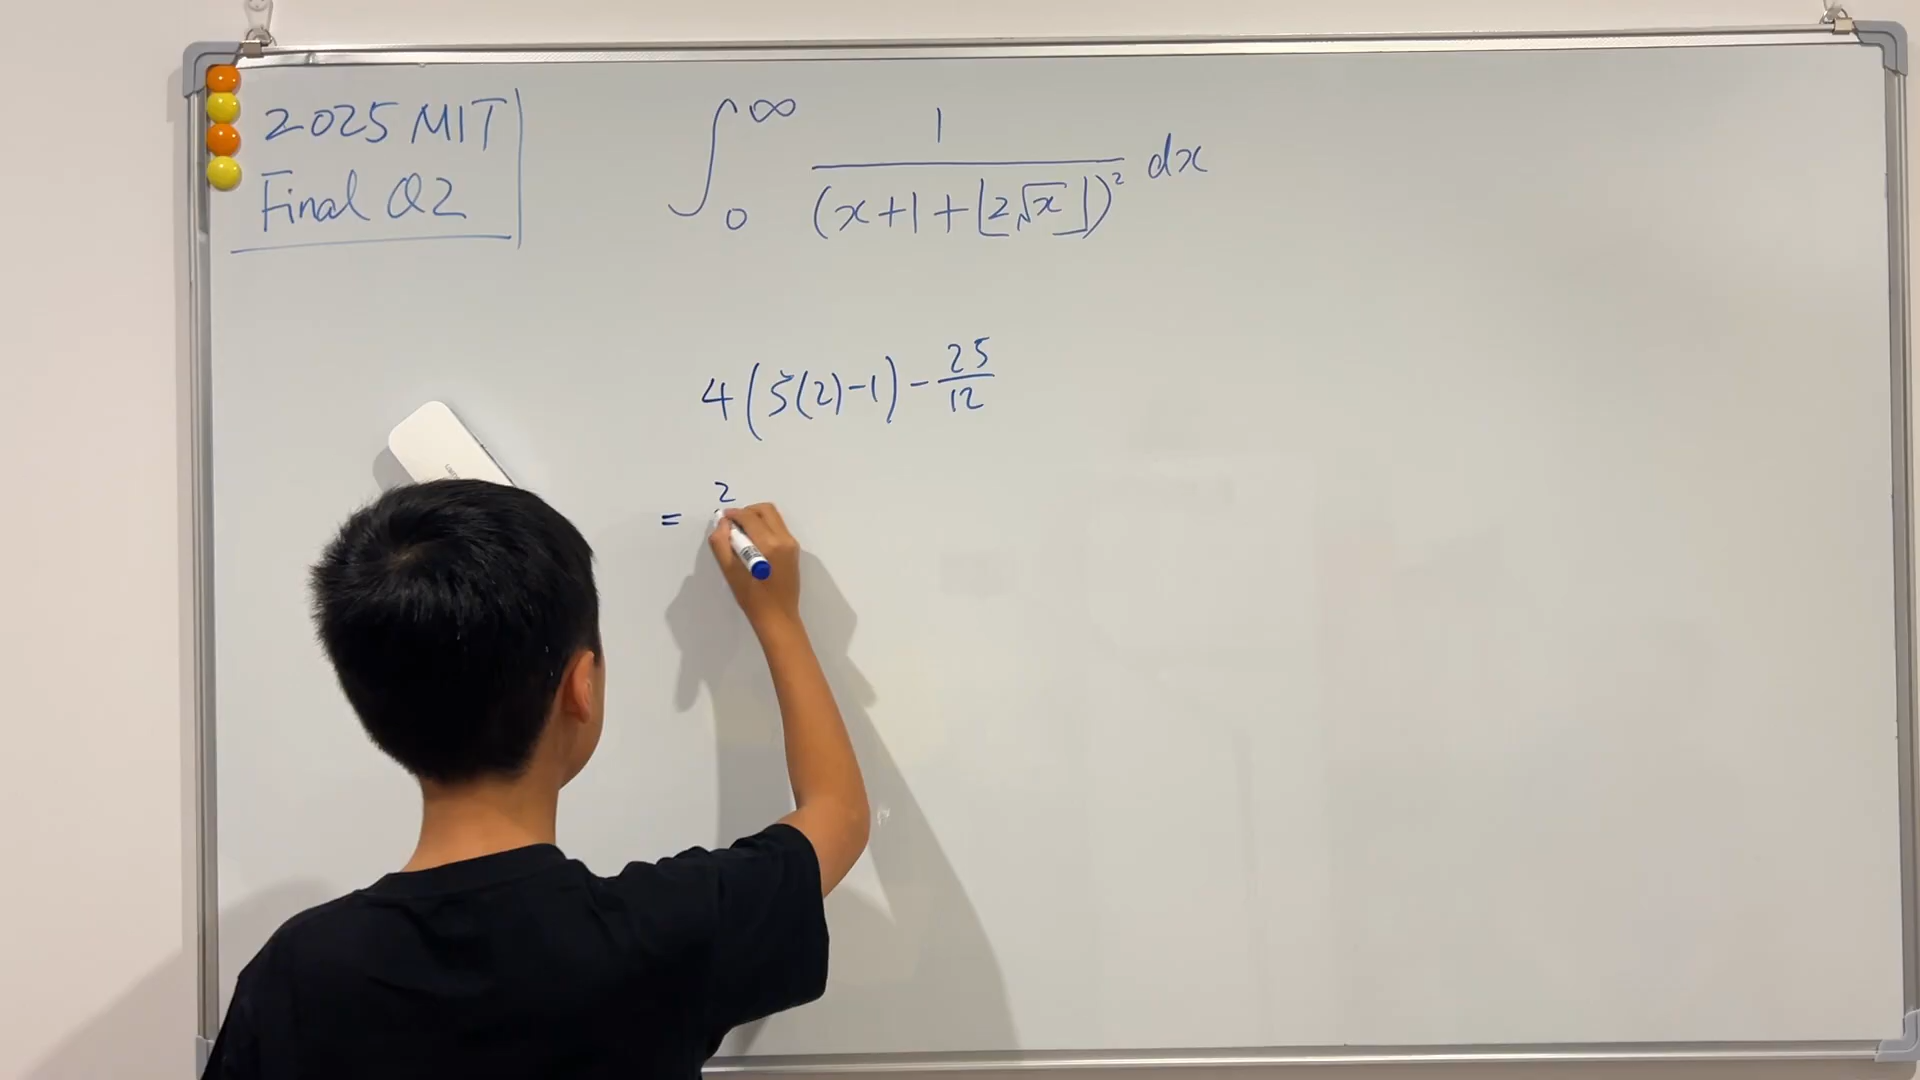 2025 MIT
Final Q2
∫₀^∞ 1/(x+1+⌊2√x⌋)² dx
4(ζ(2)-1) - 25/12
= 2